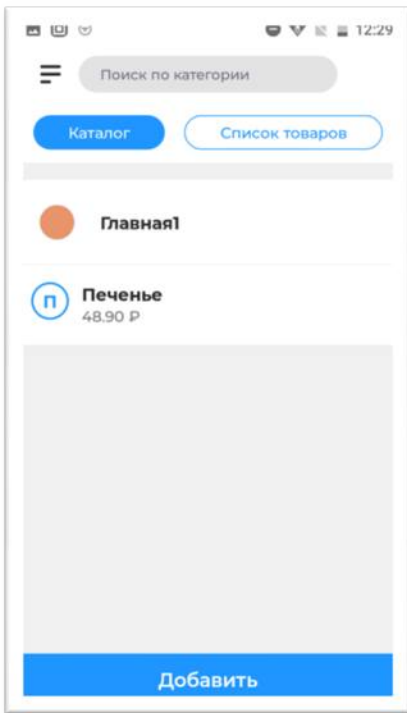 12:29
Поиск по категории
Каталог
Список товаров
Главная1
П
Печенье
48.90 ₽
Добавить